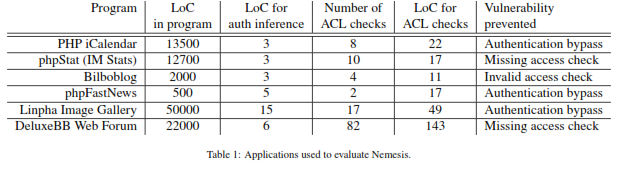 Program LoC LoC for Number of LoC for Vulnerability
in program auth inference ACL checks ACL checks prevented
PHP iCalendar 13500 3 8 22 Authentication bypass
phpStat (IM Stats) 12700 3 10 17 Missing access check
Bilboblog 2000 3 4 11 Invalid access check
phpFastNews 500 5 2 17 Authentication bypass
Linpha Image Gallery 50000 15 17 49 Authentication bypass
DeluxeBB Web Forum 22000 6 82 143 Missing access check
Table 1: Applications used to evaluate Nemesis.